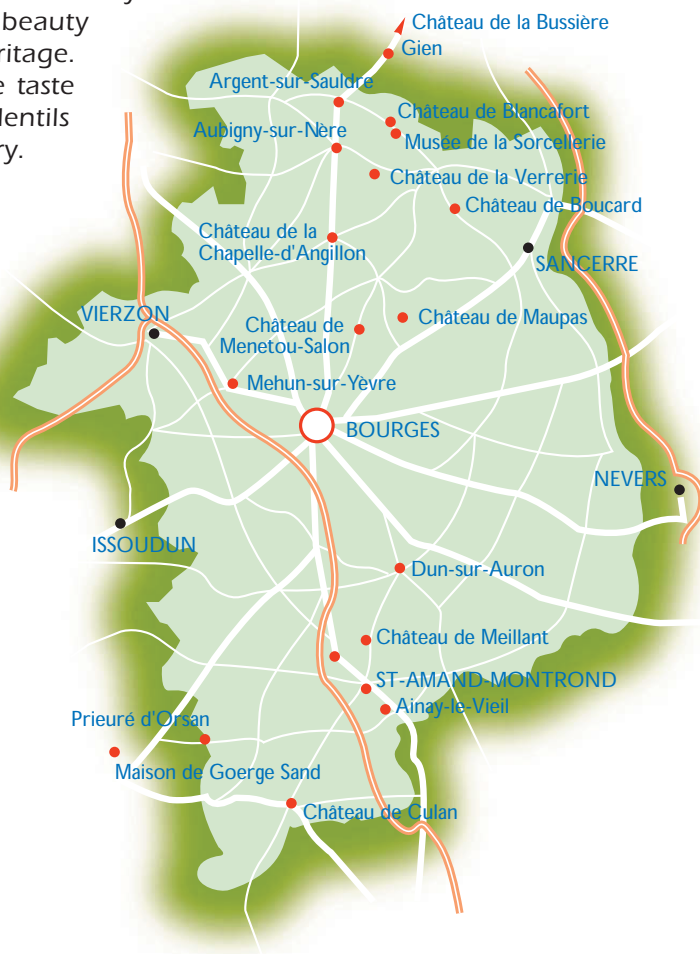 beauty
ritage.
e taste
lentils
ry.
Château de la Bussière
Gien
Argent-sur-Sauldre
Château de Blancafort
Aubigny-sur-Nère
Musée de la Sorcellerie
Château de la Verrerie
Château de Boucard
Château de la
Chapelle-d'Angillon
SANCERRE
VIERZON
Château de
Menetou-Salon
Château de Maupas
Mehun-sur-Yèvre
BOURGES
NEVERS
ISSOUDUN
Dun-sur-Auron
Château de Meillant
ST-AMAND-MONTROND
Ainay-le-Vieil
Prieuré d'Orsan
Maison de Goerge Sand
Château de Culan